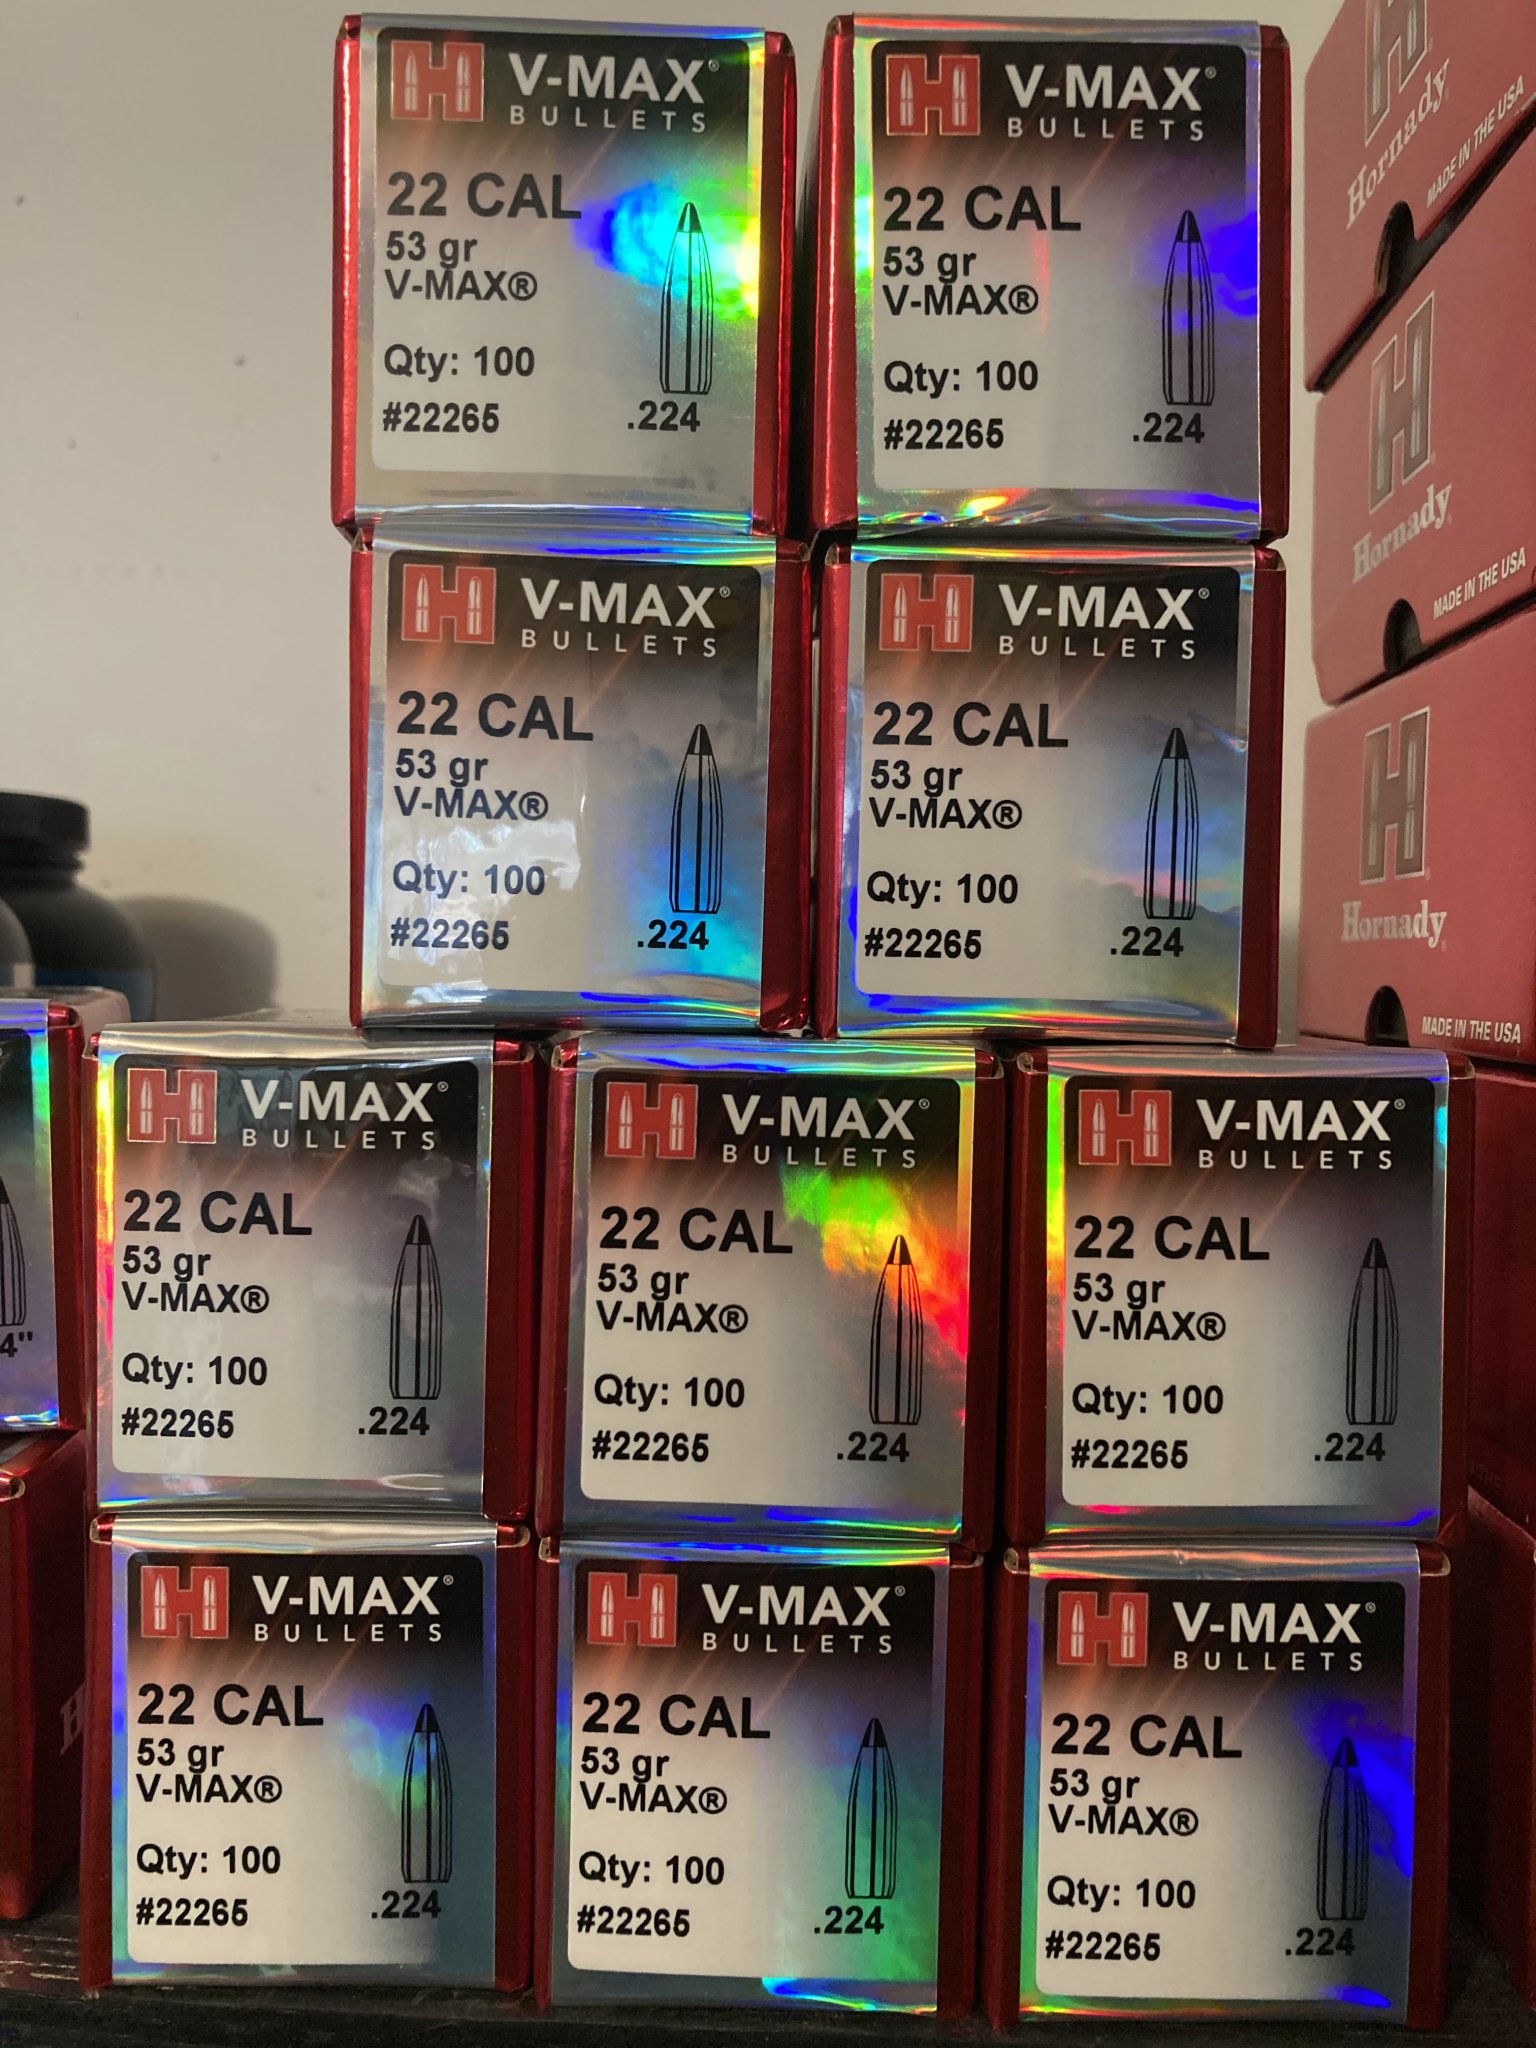 V-MAX®
BULLETS
22 CAL
53 gr
V-MAX®
Qty: 100
#22265
.224
V-MAX®
BULLETS
22 CAL
53 gr
V-MAX®
Qty: 100
#22265
.224
Hornady
MADE IN THE USA
V-MAX®
BULLETS
22 CAL
53 gr
V-MAX®
Qty: 100
#22265
.224
V-MAX®
BULLETS
22 CAL
53 gr
V-MAX®
Qty: 100
#22265
.224
Hornady
MADE IN THE USA
Hornady
MADE IN THE USA
4"
V-MAX®
BULLETS
22 CAL
53 gr
V-MAX®
Qty: 100
#22265
.224
V-MAX®
BULLETS
22 CAL
53 gr
V-MAX®
Qty: 100
#22265
.224
V-MAX®
BULLETS
22 CAL
53 gr
V-MAX®
Qty: 100
#22265
.224
V-MAX®
BULLETS
22 CAL
53 gr
V-MAX®
Qty: 100
#22265
.224
V-MAX®
BULLETS
22 CAL
53 gr
V-MAX®
Qty: 100
#22265
.224
V-MAX®
BULLETS
22 CAL
53 gr
V-MAX®
Qty: 100
#22265
.224